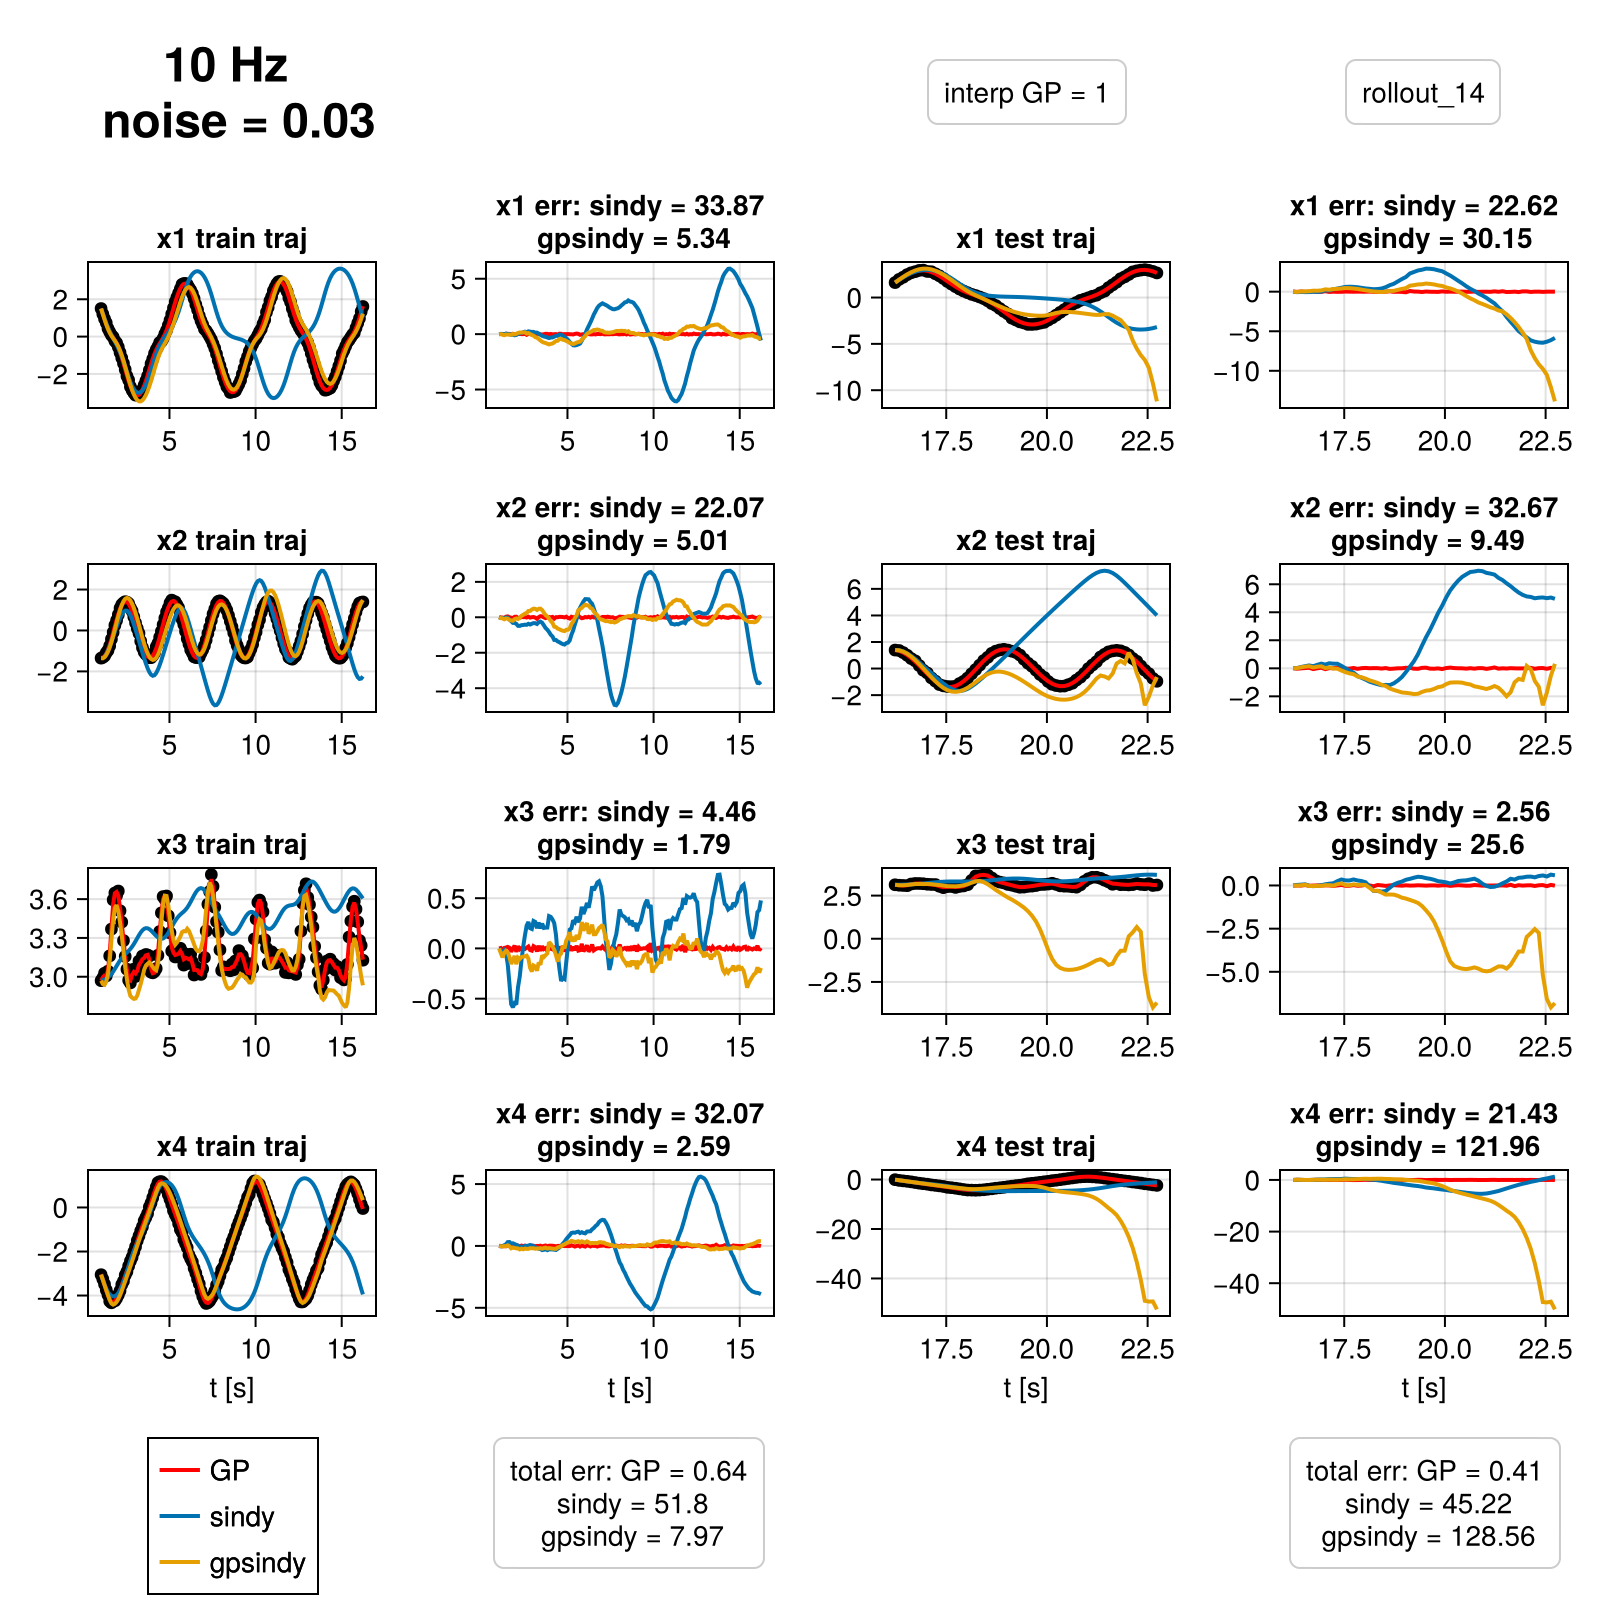 10 Hz
noise = 0.03
interp GP = 1
rollout_14
x1 train traj
x1 err: sindy = 33.87
gpsindy = 5.34
x1 test traj
x1 err: sindy = 22.62
gpsindy = 30.15
2
0
−2
5
10
15
5
0
−5
5
10
15
0
−5
−10
17.5
20.0
22.5
0
−5
−10
17.5
20.0
22.5
x2 train traj
x2 err: sindy = 22.07
gpsindy = 5.01
x2 test traj
x2 err: sindy = 32.67
gpsindy = 9.49
2
0
−2
5
10
15
2
0
−2
−4
5
10
15
6
4
2
0
−2
17.5
20.0
22.5
6
4
2
0
−2
17.5
20.0
22.5
x3 train traj
x3 err: sindy = 4.46
gpsindy = 1.79
x3 test traj
x3 err: sindy = 2.56
gpsindy = 25.6
3.6
3.3
3.0
5
10
15
0.5
0.0
−0.5
5
10
15
2.5
0.0
−2.5
17.5
20.0
22.5
0.0
−2.5
−5.0
17.5
20.0
22.5
x4 train traj
x4 err: sindy = 32.07
gpsindy = 2.59
x4 test traj
x4 err: sindy = 21.43
gpsindy = 121.96
0
−2
−4
5
10
15
t [s]
5
0
−5
5
10
15
t [s]
0
−20
−40
17.5
20.0
22.5
t [s]
0
−20
−40
17.5
20.0
22.5
t [s]
GP
sindy
gpsindy
total err: GP = 0.64
sindy = 51.8
gpsindy = 7.97
total err: GP = 0.41
sindy = 45.22
gpsindy = 128.56